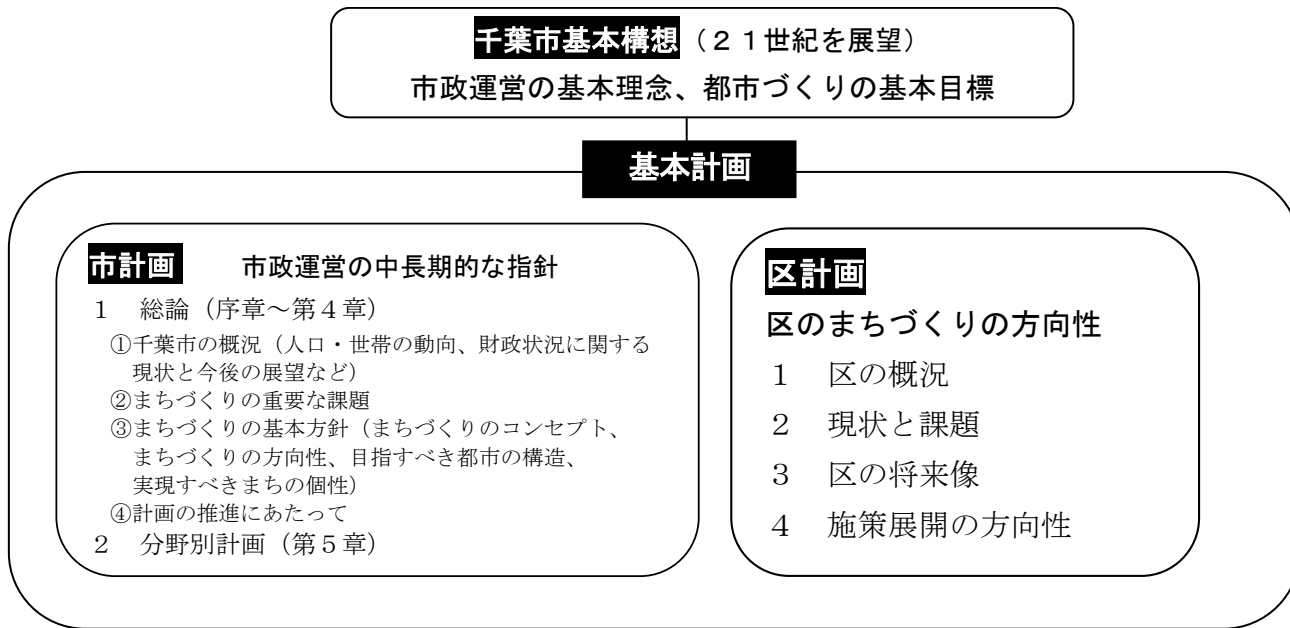 千葉市基本構想（２１世紀を展望）
市政運営の基本理念、都市づくりの基本目標
基本計画
市計画　市政運営の中長期的な指針
１　総論（序章～第４章）
①千葉市の概況（人口・世帯の動向、財政状況に関する
現状と今後の展望など）
②まちづくりの重要な課題
③まちづくりの基本方針（まちづくりのコンセプト、
まちづくりの方向性、目指すべき都市の構造、
実現すべきまちの個性）
④計画の推進にあたって
２　分野別計画（第５章）
区計画
区のまちづくりの方向性
１　区の概況
２　現状と課題
３　区の将来像
４　施策展開の方向性